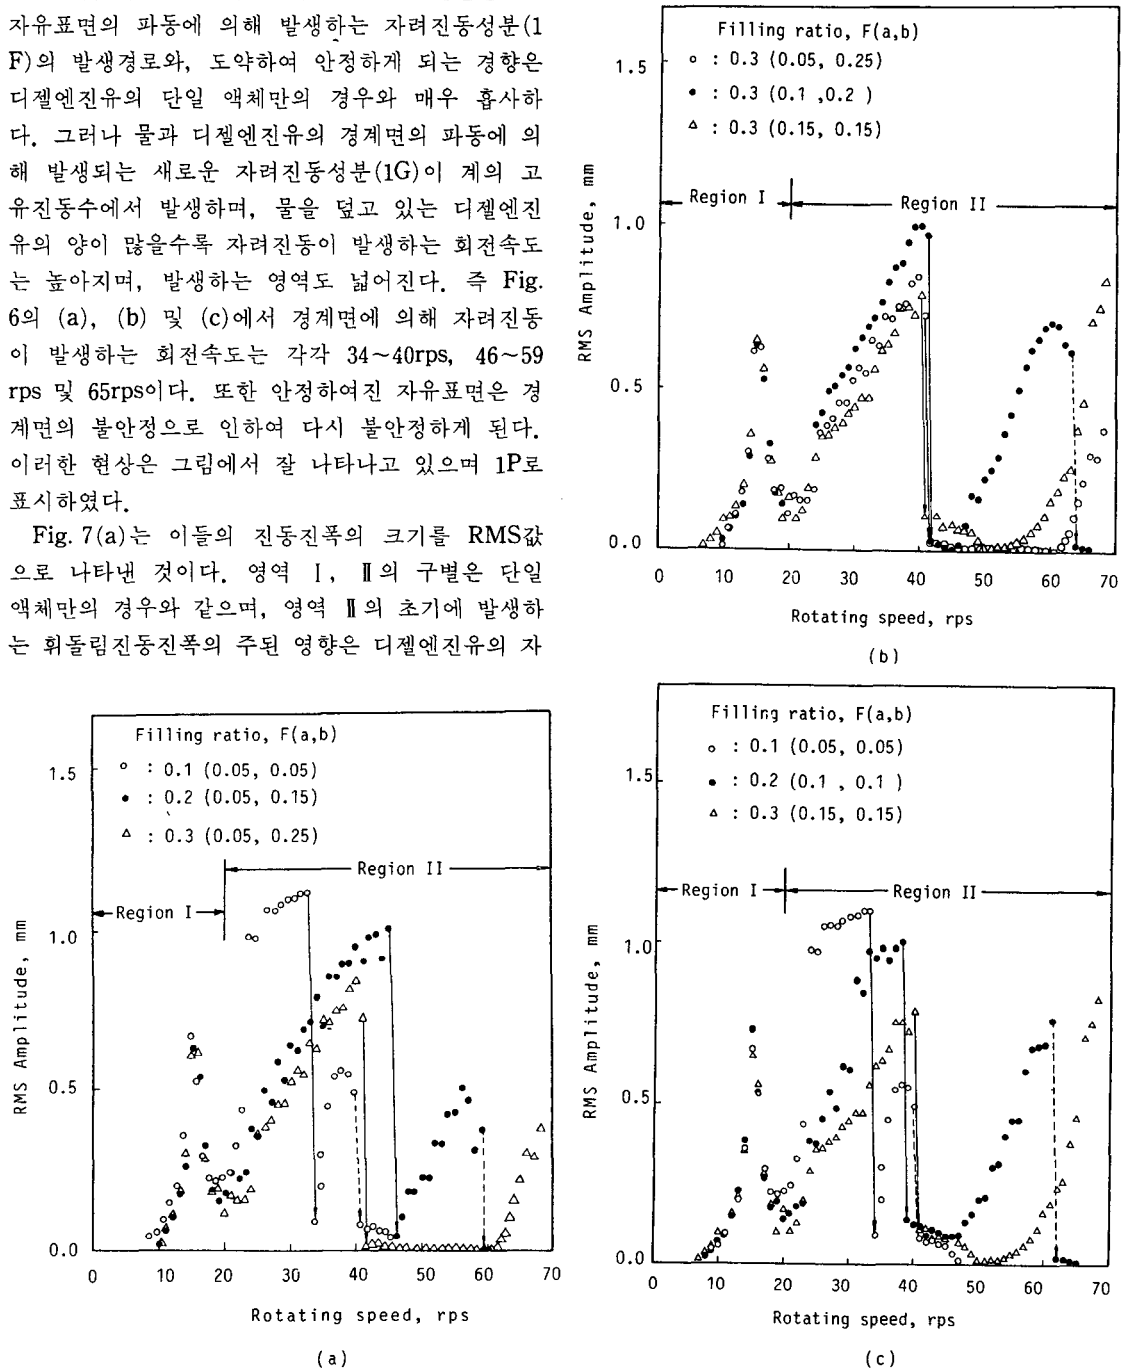 자유표면의 파동에 의해 발생하는 자려진동성분(1
F)의 발생경로와, 도약하여 안정하게 되는 경향은
디젤엔진유의 단일 액체만의 경우와 매우 흡사하
다. 그러나 물과 디젤엔진유의 경계면의 파동에 의
해 발생되는 새로운 자려진동성분(1G)이 계의 고
유진동수에서 발생하며, 물을 덮고 있는 디젤엔진
유의 양이 많을수록 자려진동이 발생하는 회전속도
는 높아지며, 발생하는 영역도 넓어진다. 즉 Fig.
6의 (a), (b) 및 (c)에서 경계면에 의해 자려진동
이 발생하는 회전속도는 각각 34~40rps, 46~59
rps 및 65rps이다. 또한 안정하여진 자유표면은 경
계면의 불안정으로 인하여 다시 불안정하게 된다.
이러한 현상은 그림에서 잘 나타나고 있으며 1P로
표시하였다.
Fig. 7(a)는 이들의 진동진폭의 크기를 RMS값
으로 나타낸 것이다. 영역 Ⅰ, Ⅱ의 구별은 단일
액체만의 경우와 같으며, 영역 Ⅱ의 초기에 발생하
는 휘돌림진동진폭의 주된 영향은 디젤엔진유의 자
Filling ratio, F(a,b)
○ : 0.3 (0.05, 0.25)
● : 0.3 (0.1 ,0.2 )
△ : 0.3 (0.15, 0.15)
Region I
Region II
RMS Amplitude, mm
1.5
1.0
0.5
0.0
0 10 20 30 40 50 60 70
Rotating speed, rps
(b)
Filling ratio, F(a,b)
○ : 0.1 (0.05, 0.05)
● : 0.2 (0.05, 0.15)
△ : 0.3 (0.05, 0.25)
Region II
Region I
RMS Amplitude, mm
1.5
1.0
0.5
0.0
0 10 20 30 40 50 60 70
Rotating speed, rps
(a)
Filling ratio, F(a,b)
○ : 0.1 (0.05, 0.05)
● : 0.2 (0.1 , 0.1 )
△ : 0.3 (0.15, 0.15)
Region I
Region II
RMS Amplitude, mm
1.5
1.0
0.5
0.0
0 10 20 30 40 50 60 70
Rotating speed, rps
(c)